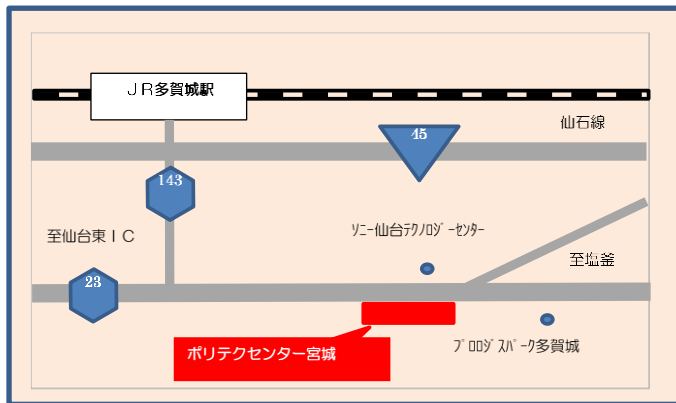 ＪＲ多賀城駅
仙石線
45
143
ｿﾆｰ仙台ﾃｸﾉﾛｼﾞｰｾﾝﾀｰ
至仙台東ＩＣ
至塩釜
23
ポリテクセンター宮城
ﾌﾟﾛﾛｼﾞｽﾊﾟｰｸ多賀城